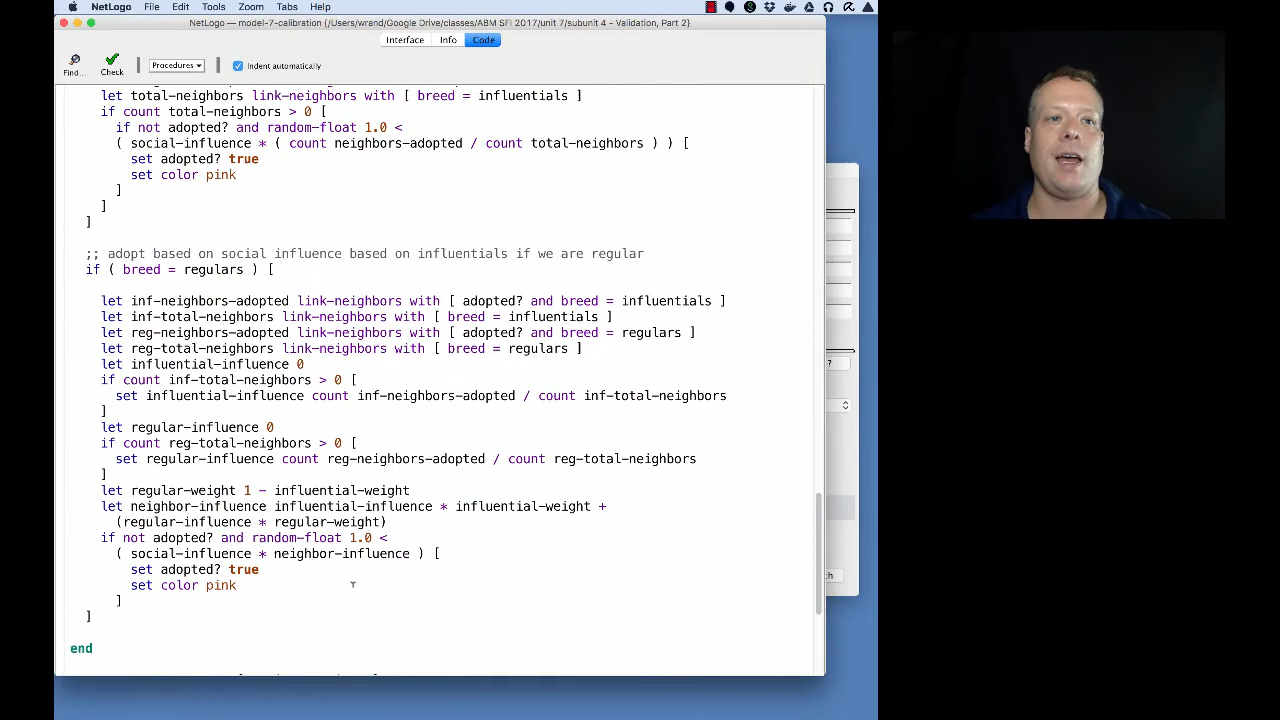 NetLogo File Edit Tools Zoom Tabs Help
NetLogo — model-7-calibration {/Users/wrand/Google Drive/classes/ABM SFI 2017/unit 7/subunit 4 - Validation, Part 2}
Interface Info Code
Find... Check Procedures Indent automatically
let total-neighbors link-neighbors with [ breed = influentials ]
if count total-neighbors > 0 [
if not adopted? and random-float 1.0 <
( social-influence * ( count neighbors-adopted / count total-neighbors ) ) [
set adopted? true
set color pink
]
]
]
;; adopt based on social influence based on influentials if we are regular
if ( breed = regulars ) [
let inf-neighbors-adopted link-neighbors with [ adopted? and breed = influentials ]
let inf-total-neighbors link-neighbors with [ breed = influentials ]
let reg-neighbors-adopted link-neighbors with [ adopted? and breed = regulars ]
let reg-total-neighbors link-neighbors with [ breed = regulars ]
let influential-influence 0
if count inf-total-neighbors > 0 [
set influential-influence count inf-neighbors-adopted / count inf-total-neighbors
]
let regular-influence 0
if count reg-total-neighbors > 0 [
set regular-influence count reg-neighbors-adopted / count reg-total-neighbors
]
let regular-weight 1 - influential-weight
let neighbor-influence influential-influence * influential-weight +
(regular-influence * regular-weight)
if not adopted? and random-float 1.0 <
( social-influence * neighbor-influence ) [
set adopted? true
set color pink
]
]
end